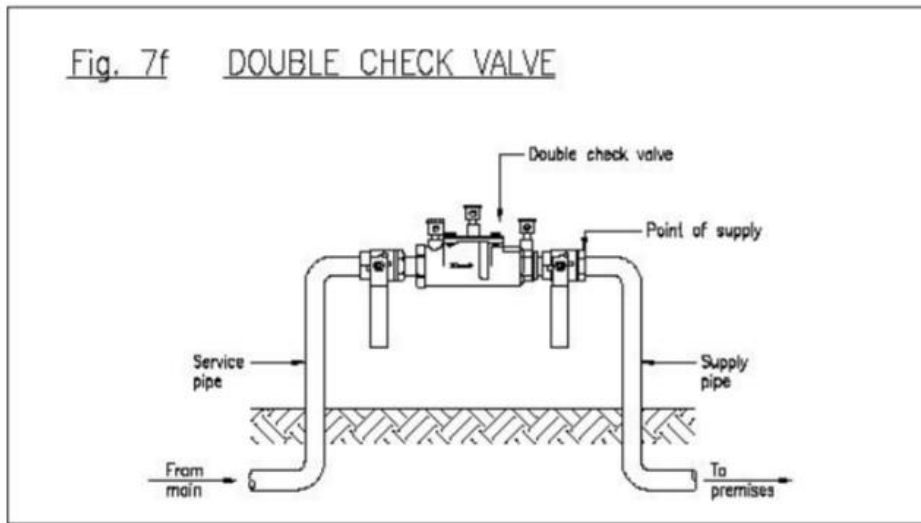 Fig. 7f DOUBLE CHECK VALVE
Double check valve
Point of supply
Service
pipe
Supply
pipe
From
main
To
premises